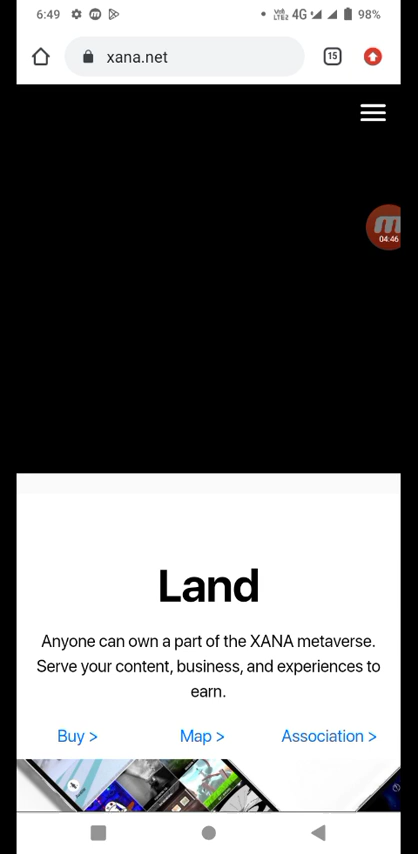 6:49 4G 98%
xana.net 15
04:46
Land
Anyone can own a part of the XANA metaverse.
Serve your content, business, and experiences to
earn.
Buy > Map > Association >